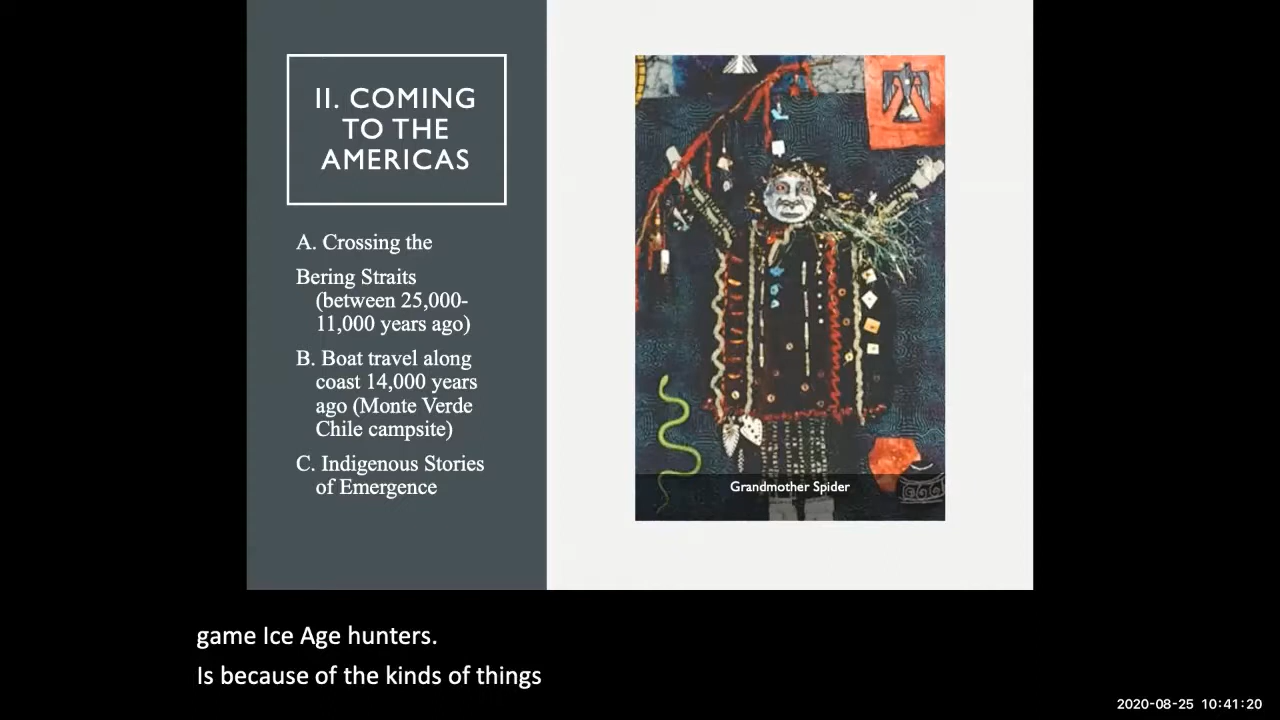 II. COMING
TO THE
AMERICAS
A. Crossing the
Bering Straits
(between 25,000-
11,000 years ago)
B. Boat travel along
coast 14,000 years
ago (Monte Verde
Chile campsite)
C. Indigenous Stories
of Emergence
Grandmother Spider
game Ice Age hunters.
Is because of the kinds of things
2020-08-25 10:41:20